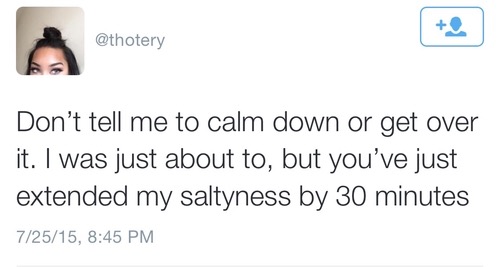 @thotery
Don't tell me to calm down or get over
it. I was just about to, but you've just
extended my saltyness by 30 minutes
7/25/15, 8:45 PM